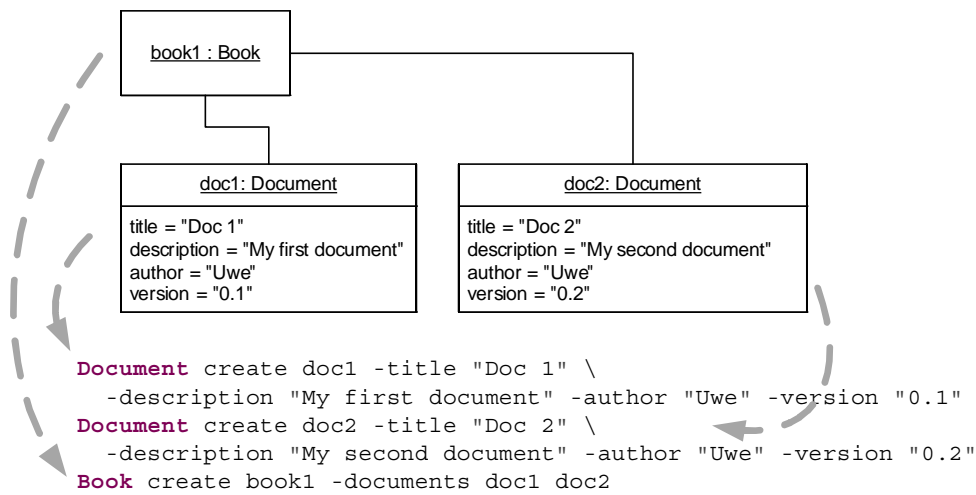 book1 : Book
doc1: Document
title = "Doc 1"
description = "My first document"
author = "Uwe"
version = "0.1"
doc2: Document
title = "Doc 2"
description = "My second document"
author = "Uwe"
version = "0.2"
Document create doc1 -title "Doc 1" \
-description "My first document" -author "Uwe" -version "0.1"
Document create doc2 -title "Doc 2" \
-description "My second document" -author "Uwe" -version "0.2"
Book create book1 -documents doc1 doc2